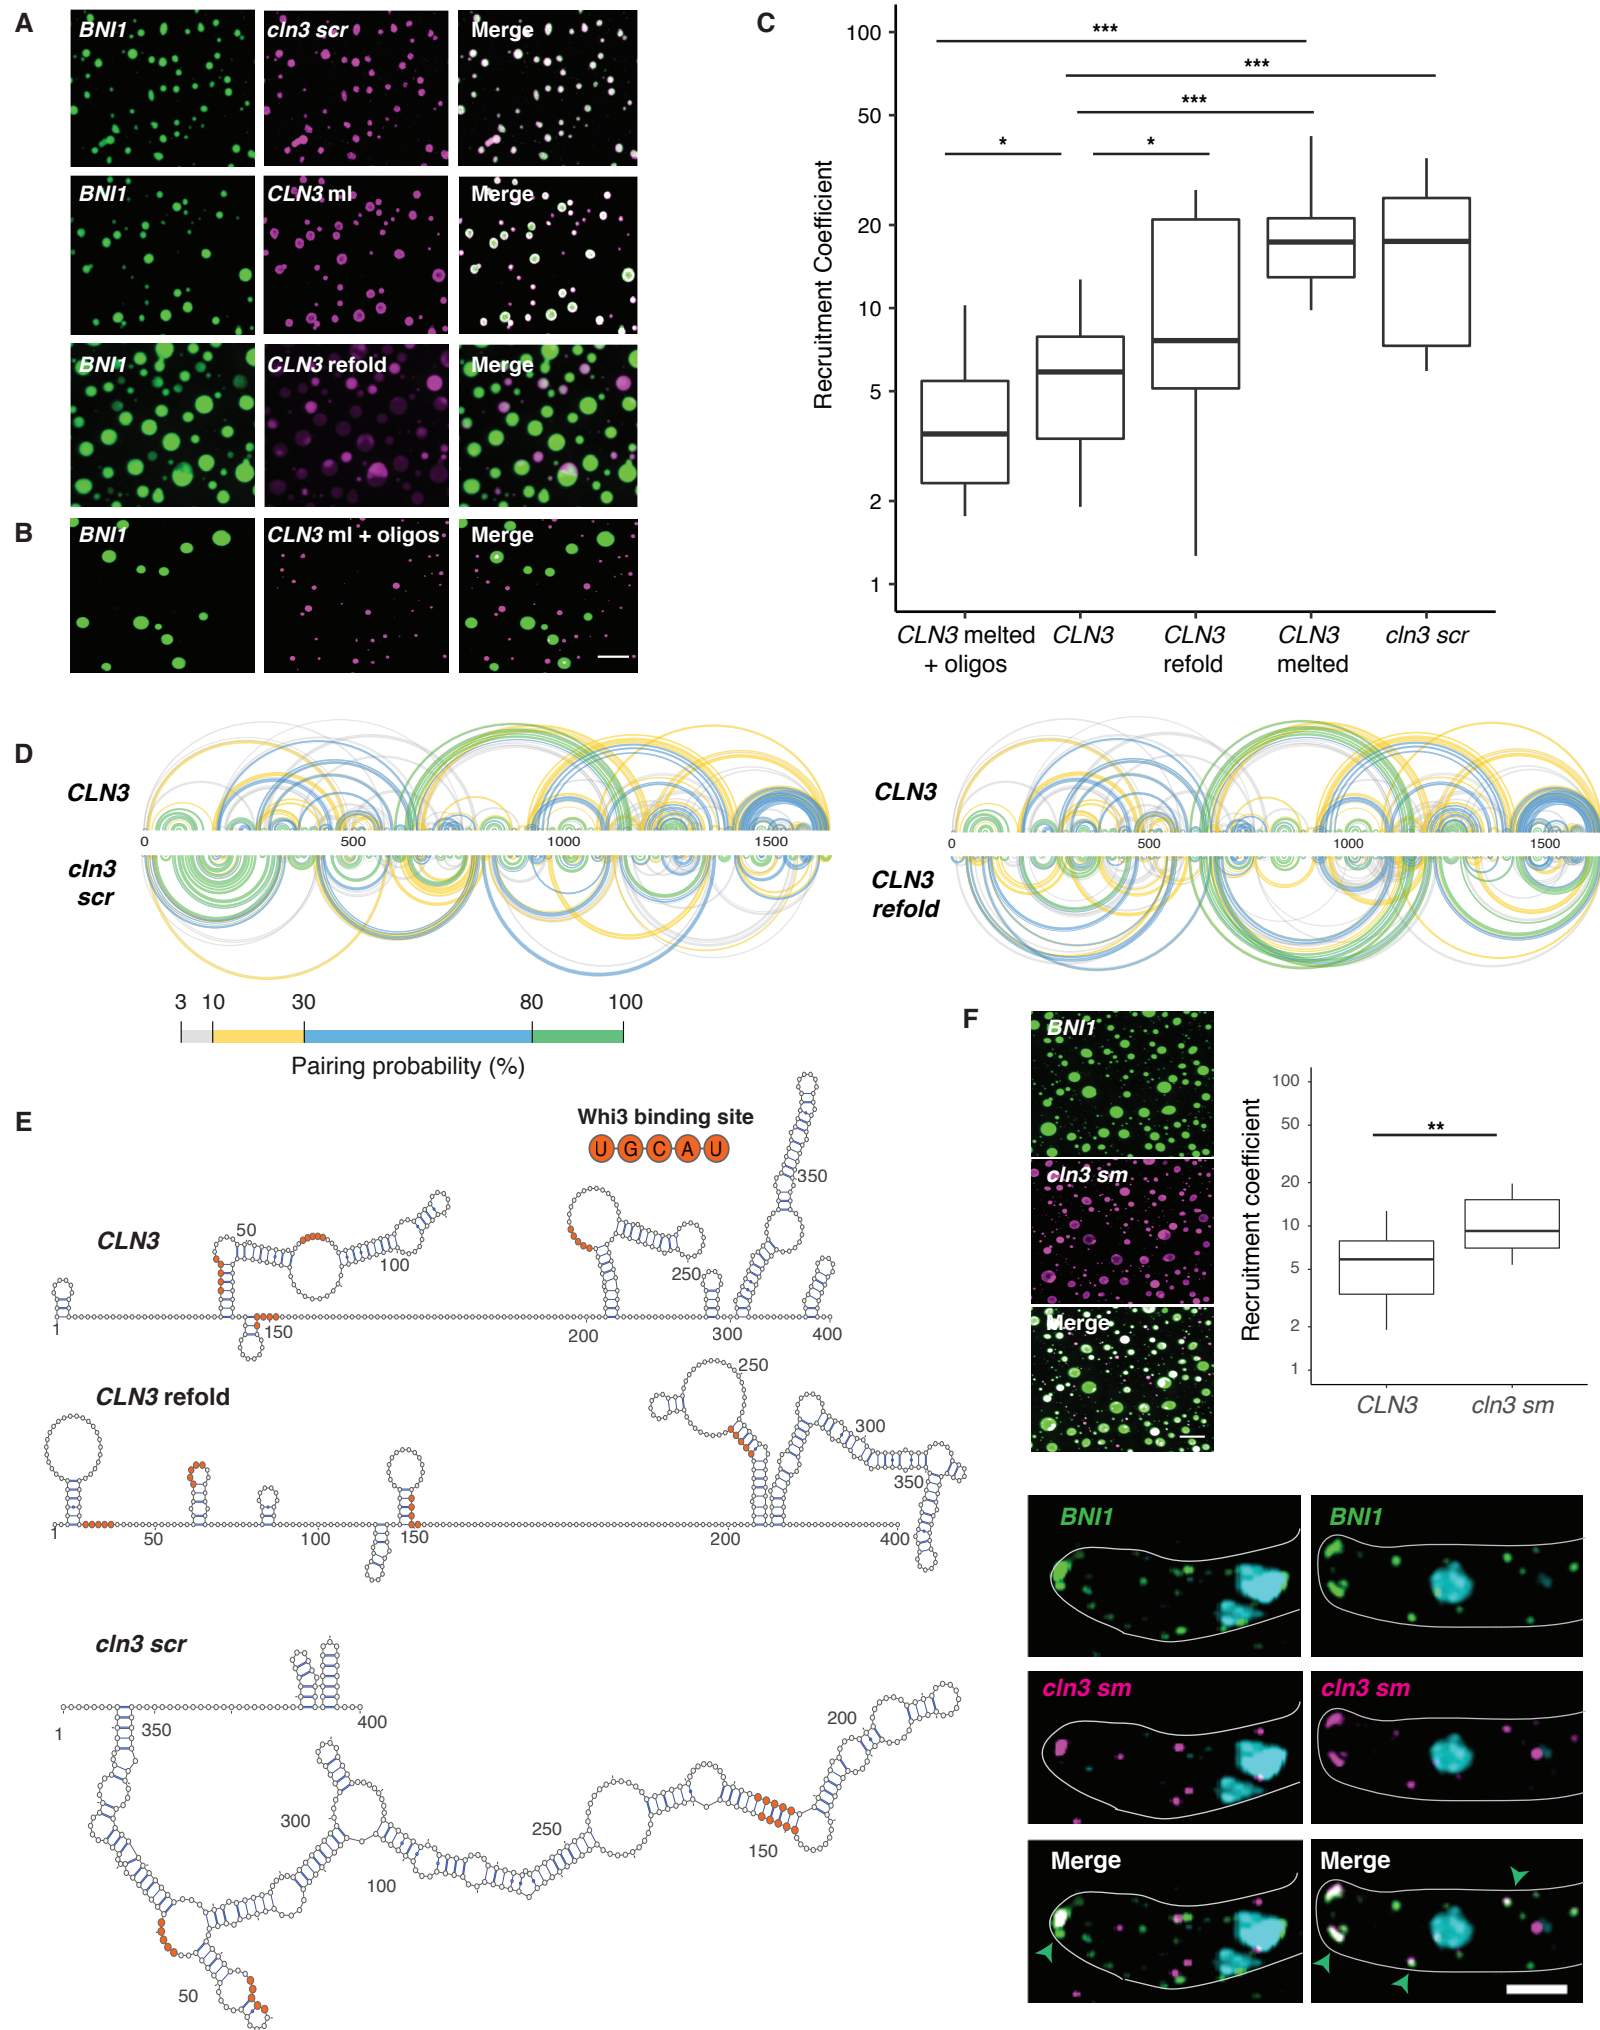 A
BNI1
cln3 scr
Merge
BNI1
CLN3 ml
Merge
BNI1
CLN3 refold
Merge
B
BNI1
CLN3 ml + oligos
Merge
C
Recruitment Coefficient
100
50
20
10
5
2
1
***
***
***
*
*
CLN3 melted + oligos
CLN3
CLN3 refold
CLN3 melted
cln3 scr
D
CLN3
0
500
1000
1500
cln3 scr
CLN3
0
500
1000
1500
CLN3 refold
3
10
30
80
100
Pairing probability (%)
E
Whi3 binding site
U G C A U
CLN3
1
50
100
150
200
250
300
350
400
CLN3 refold
1
50
100
150
200
250
300
350
400
cln3 scr
1
350
400
300
100
250
150
200
50
F
BNI1
cln3 sm
Merge
Recruitment coefficient
100
50
20
10
5
2
1
**
CLN3
cln3 sm
BNI1
BNI1
cln3 sm
cln3 sm
Merge
Merge